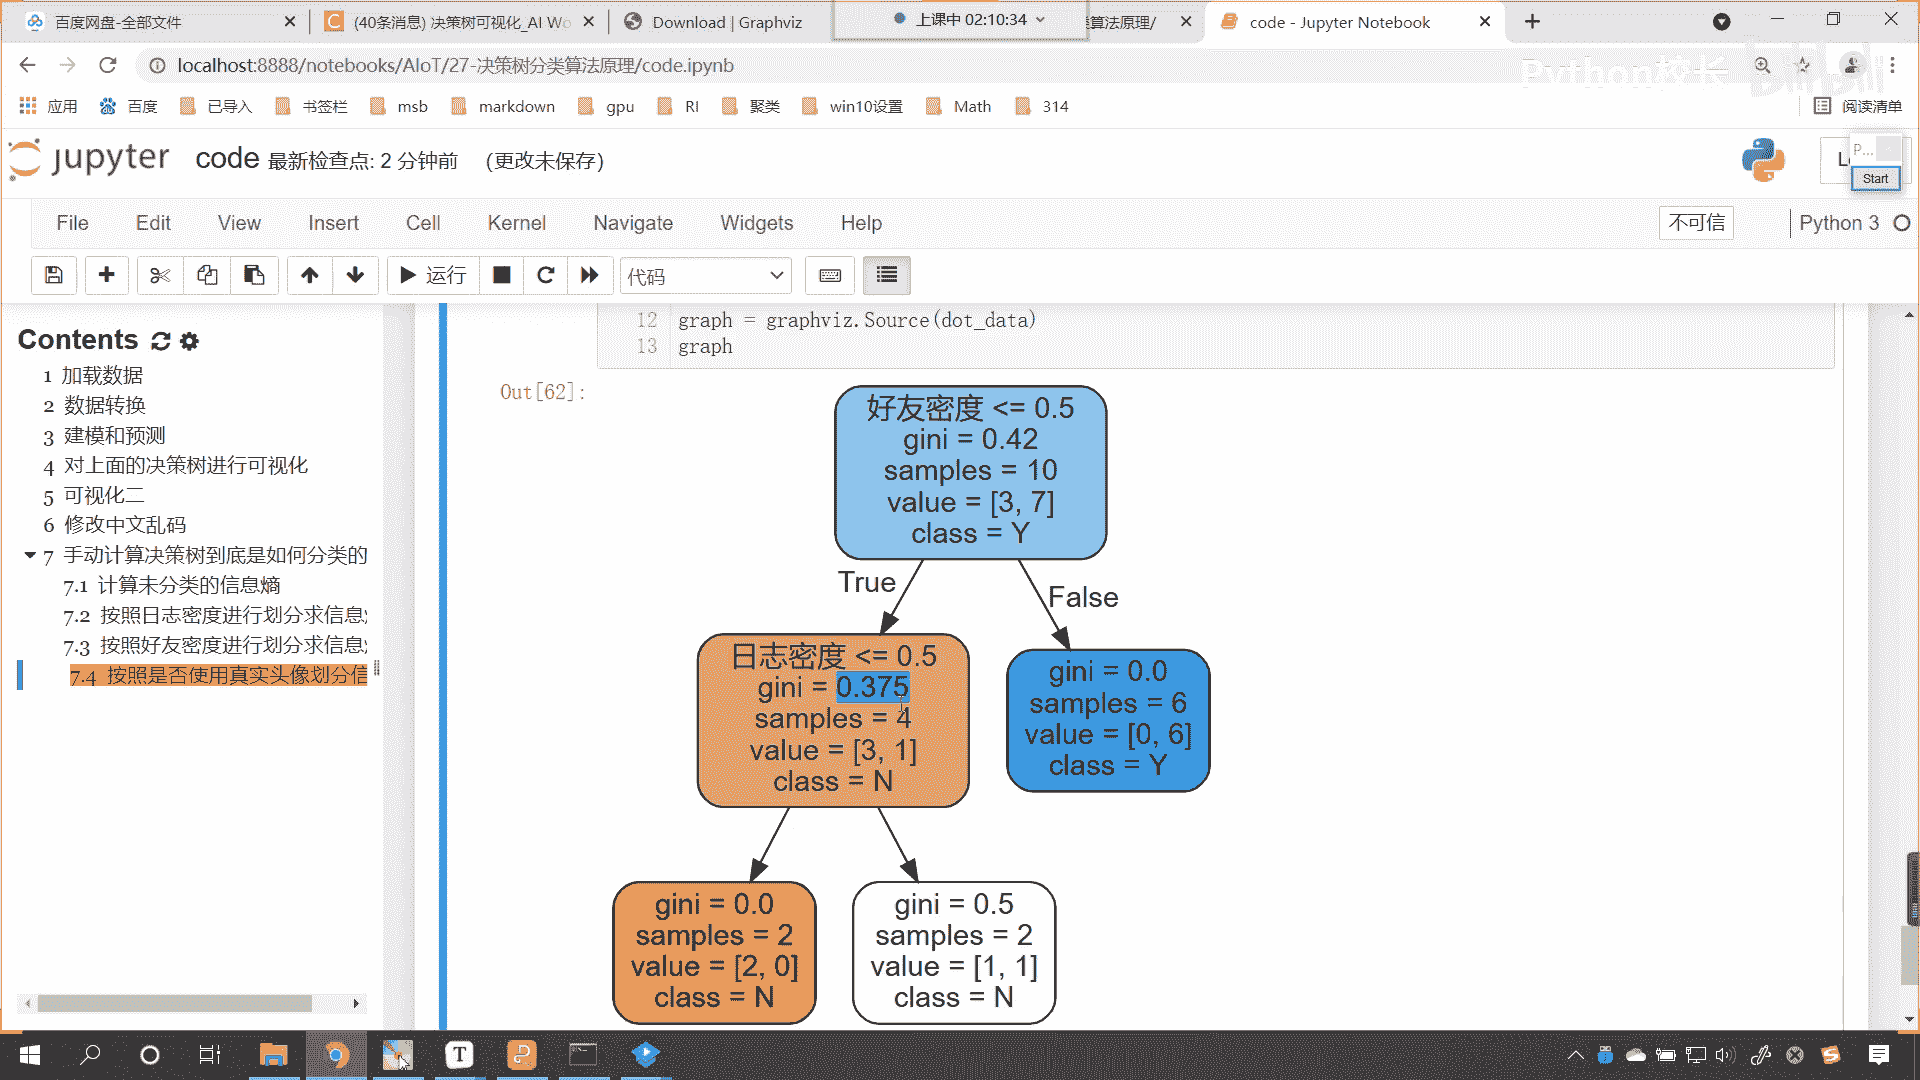 百度网盘-全部文件
(40条消息) 决策树可视化_AI Wo
Download | Graphviz
上课中 02:10:34
算法原理/
code - Jupyter Notebook
localhost:8888/notebooks/AIoT/27-决策树分类算法原理/code.ipynb
Python校长
应用
百度
已导入
书签栏
msb
markdown
gpu
RI
聚类
win10设置
Math
314
阅读清单
jupyter
code 最新检查点: 2 分钟前 (更改未保存)
P...
Start
File
Edit
View
Insert
Cell
Kernel
Navigate
Widgets
Help
不可信
Python 3
运行
代码
Contents
1 加载数据
2 数据转换
3 建模和预测
4 对上面的决策树进行可视化
5 可视化二
6 修改中文乱码
7 手动计算决策树到底是如何分类的
7.1 计算未分类的信息熵
7.2 按照日志密度进行划分求信息
7.3 按照好友密度进行划分求信息
7.4 按照是否使用真实头像划分信
12 graph = graphviz.Source(dot_data)
13 graph
Out[62]:
好友密度 <= 0.5
gini = 0.42
samples = 10
value = [3, 7]
class = Y
True
False
日志密度 <= 0.5
gini = 0.375
samples = 4
value = [3, 1]
class = N
gini = 0.0
samples = 6
value = [0, 6]
class = Y
gini = 0.0
samples = 2
value = [2, 0]
class = N
gini = 0.5
samples = 2
value = [1, 1]
class = N